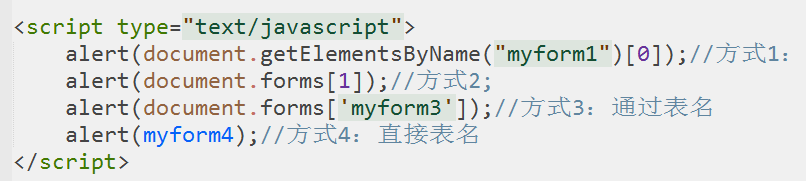 <script type="text/javascript">
alert(document.getElementsByName("myform1")[0]);//方式1:
alert(document.forms[1]);//方式2;
alert(document.forms['myform3']);//方式3: 通过表名
alert(myform4);//方式4: 直接表名
</script>